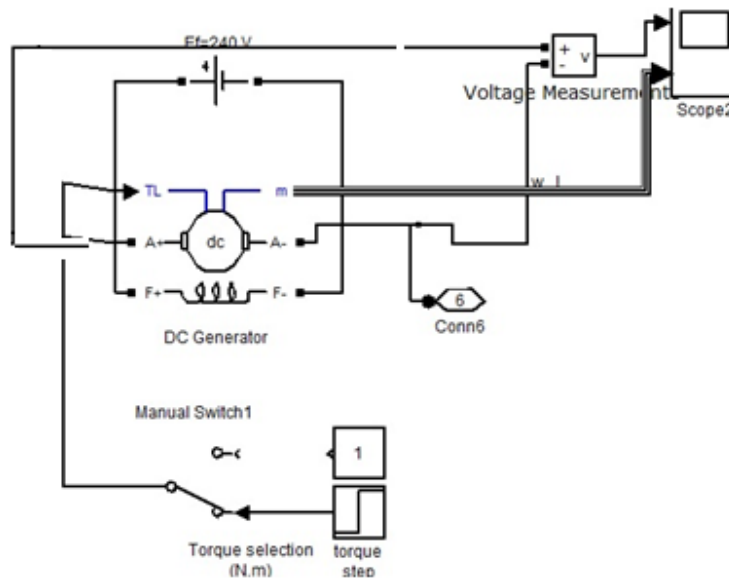 Ef=240 V
+
-
v
Voltage Measurement
Scope2
TL
m
w
A+
dc
A-
F+
F-
6
Conn6
DC Generator
Manual Switch1
1
Torque selection
(N.m)
torque
step